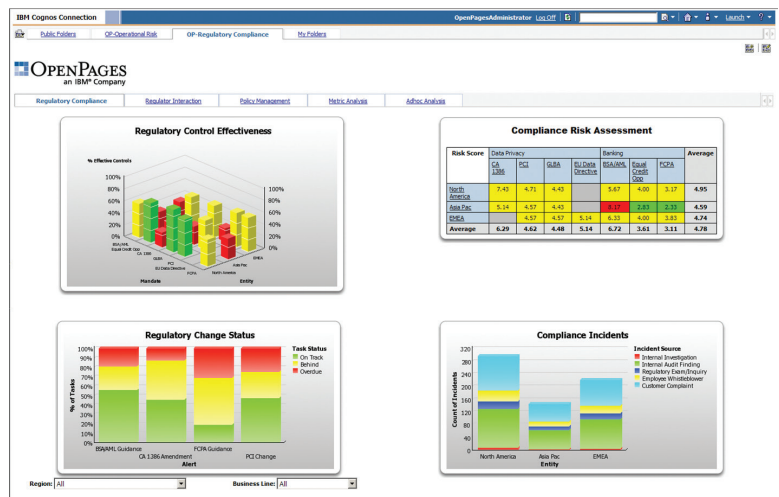 IBM Cognos Connection
OpenPagesAdministrator Log Off
Launch
Public Folders OP-Operational Risk OP-Regulatory Compliance My Folders
OPENPAGES
an IBM® Company
Regulatory Compliance Regulator Interaction Policy Management Metric Analysis Adhoc Analysis
Regulatory Control Effectiveness
% Effective Controls
100%
80%
60%
40%
20%
0%
100%
80%
60%
40%
20%
0%
BSA/AML
Equal Credit Opp
CA 1386
GLBA
PCI
EU Data Directive
FCPA
North America
Asia Pac
EMEA
Mandate
Entity
Compliance Risk Assessment
Risk Score Data Privacy Banking Average
CA 1386 PCI GLBA EU Data Directive BSA/AML Equal Credit Opp FCPA
North America 7.43 4.71 4.43 5.67 4.00 3.17 4.95
Asia Pac 5.14 4.57 4.43 8.17 2.83 2.33 4.59
EMEA 4.57 4.57 5.14 6.33 4.00 3.83 4.74
Average 6.29 4.62 4.48 5.14 6.72 3.61 3.11 4.78
Regulatory Change Status
% of Tasks
100%
90%
80%
70%
60%
50%
40%
30%
20%
10%
0%
BSA/AML Guidance
CA 1386 Amendment
FCPA Guidance
PCI Change
Alert
Task Status
On Track
Behind
Overdue
Compliance Incidents
Count of Incidents
320
280
240
200
160
120
80
40
0
North America Asia Pac EMEA
Entity
Incident Source
Internal Investigation
Internal Audit Finding
Regulatory Exam/Inquiry
Employee Whistleblower
Customer Complaint
Region: All Business Line: All